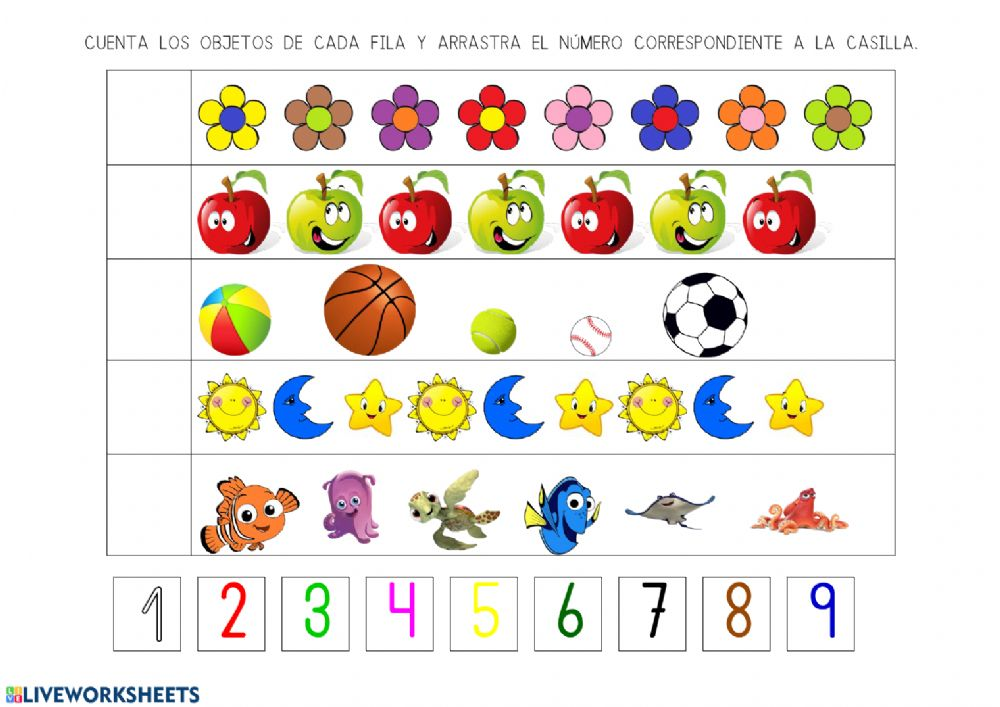 CUENTA LOS OBJETOS DE CADA FILA Y ARRASTRA EL NÚMERO CORRESPONDIENTE A LA CASILLA.
1 2 3 4 5 6 7 8 9
LIVE LIVEWORKSHEETS